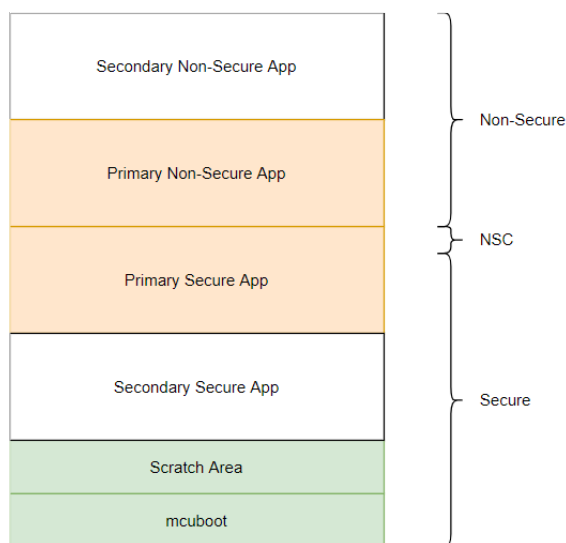 Secondary Non-Secure App
Non-Secure
Primary Non-Secure App
NSC
Primary Secure App
Secondary Secure App
Secure
Scratch Area
mcuboot